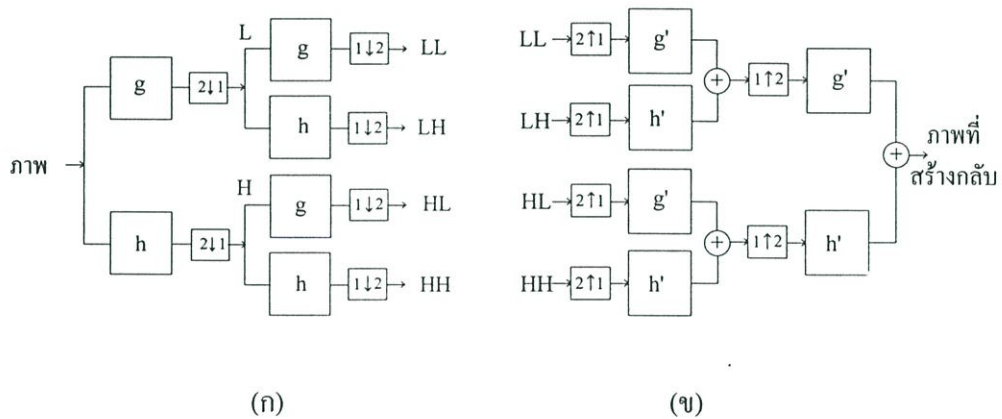 L
g
1↓2
LL
g
2↓1
h
1↓2
LH
ภาพ
H
g
1↓2
HL
h
2↓1
h
1↓2
HH
(ก)
LL
2↑1
g'
+
1↑2
g'
LH
2↑1
h'
+
ภาพที่
สร้างกลับ
HL
2↑1
g'
+
1↑2
h'
HH
2↑1
h'
(ข)